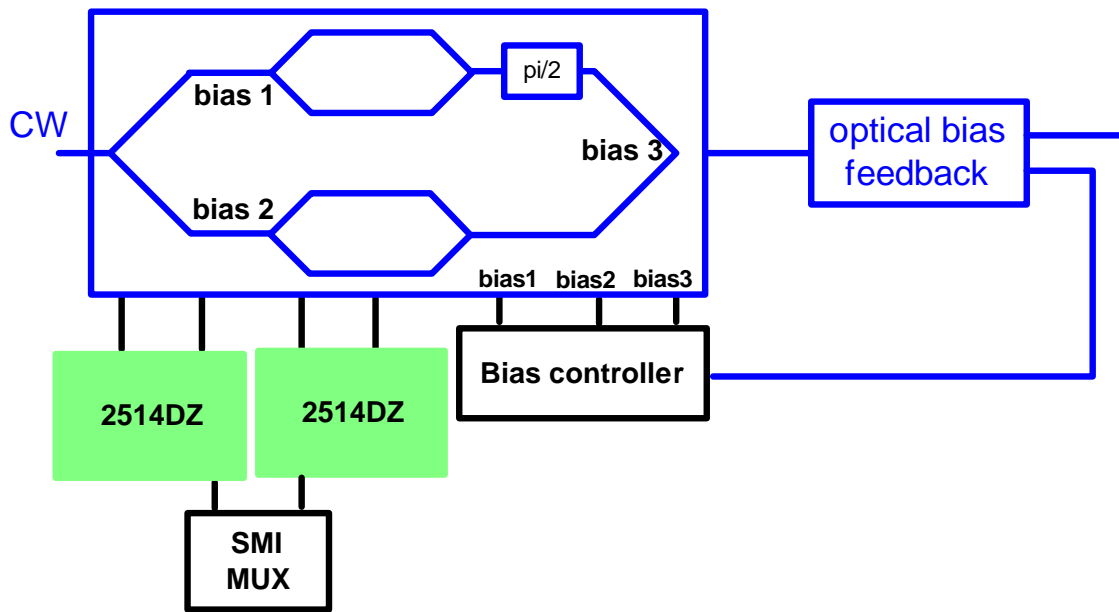 pi/2
bias 1
CW
bias 3
optical bias
feedback
bias 2
bias1 bias2 bias3
Bias controller
2514DZ
2514DZ
SMI
MUX